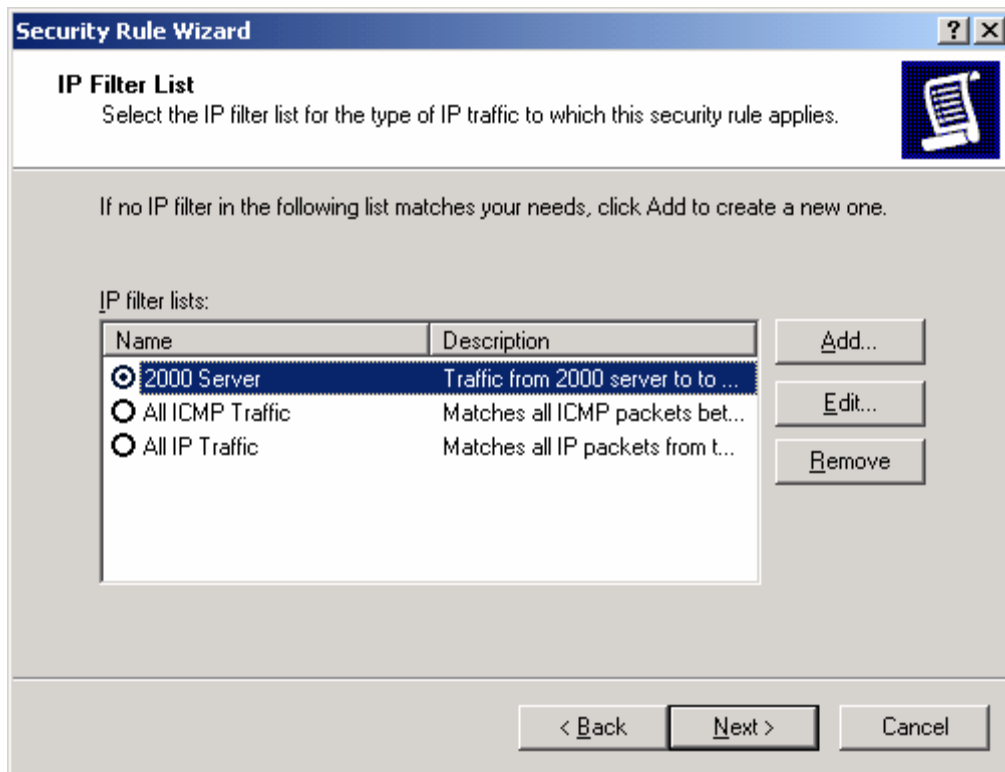 Security Rule Wizard
IP Filter List
Select the IP filter list for the type of IP traffic to which this security rule applies.
If no IP filter in the following list matches your needs, click Add to create a new one.
IP filter lists:
Name Description
2000 Server Traffic from 2000 server to to ...
All ICMP Traffic Matches all ICMP packets bet...
All IP Traffic Matches all IP packets from t...
Add...
Edit...
Remove
< Back Next > Cancel